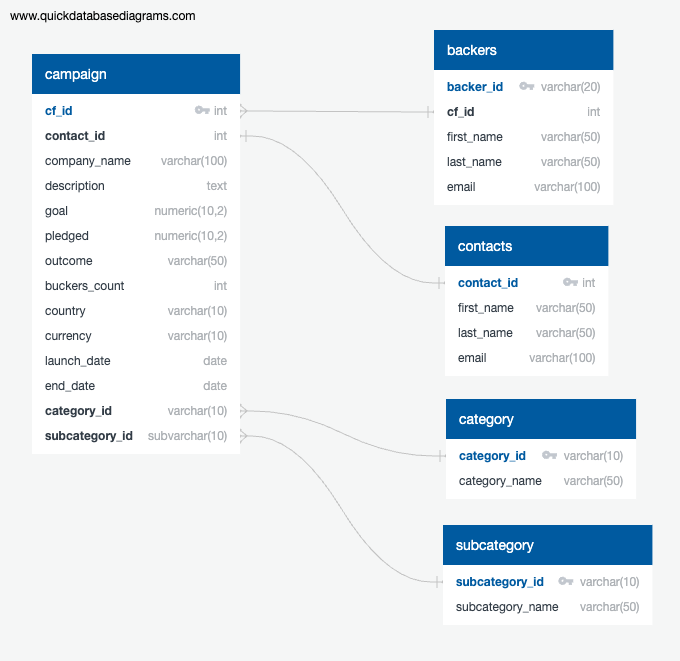 www.quickdatabasediagrams.com
campaign
cf_id int
contact_id int
company_name varchar(100)
description text
goal numeric(10,2)
pledged numeric(10,2)
outcome varchar(50)
buckers_count int
country varchar(10)
currency varchar(10)
launch_date date
end_date date
category_id varchar(10)
subcategory_id subvarchar(10)
backers
backer_id varchar(20)
cf_id int
first_name varchar(50)
last_name varchar(50)
email varchar(100)
contacts
contact_id int
first_name varchar(50)
last_name varchar(50)
email varchar(100)
category
category_id varchar(10)
category_name varchar(50)
subcategory
subcategory_id varchar(10)
subcategory_name varchar(50)